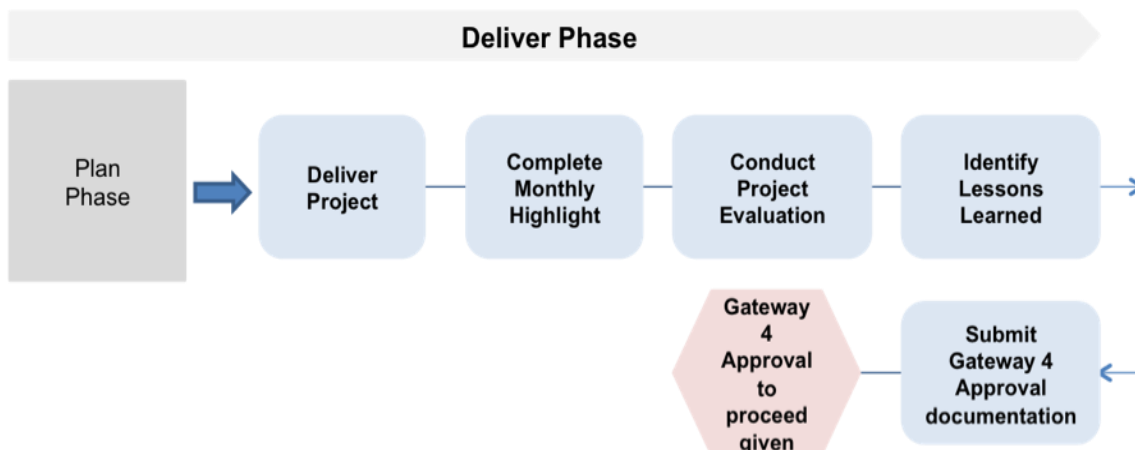 Deliver Phase
Plan
Phase
Deliver
Project
Complete
Monthly
Highlight
Conduct
Project
Evaluation
Identify
Lessons
Learned
Gateway
4
Approval
to
proceed
given
Submit
Gateway 4
Approval
documentation